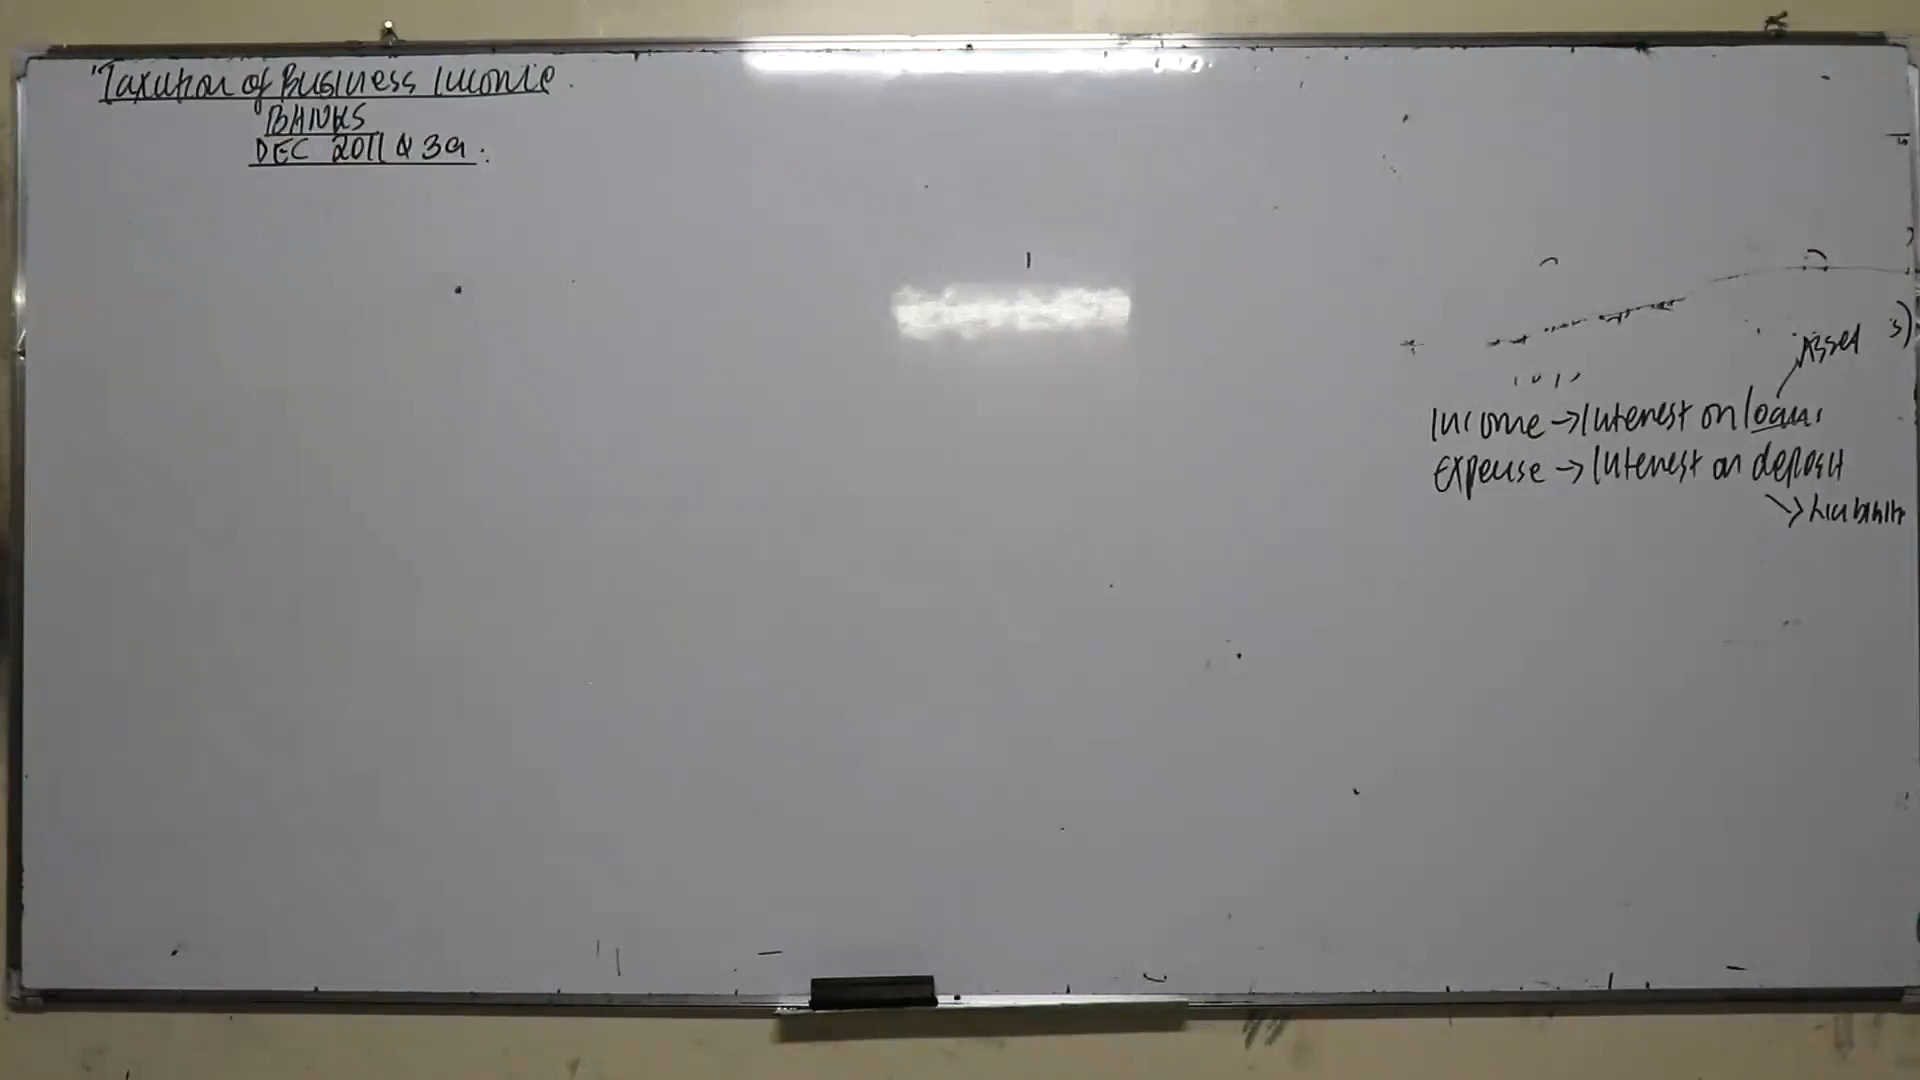 Taxation of Business Income.
BANKS
DEC 2011 Q 3a.
Asset
Income → Interest on loans
Expense → Interest on deposit
→ Liability